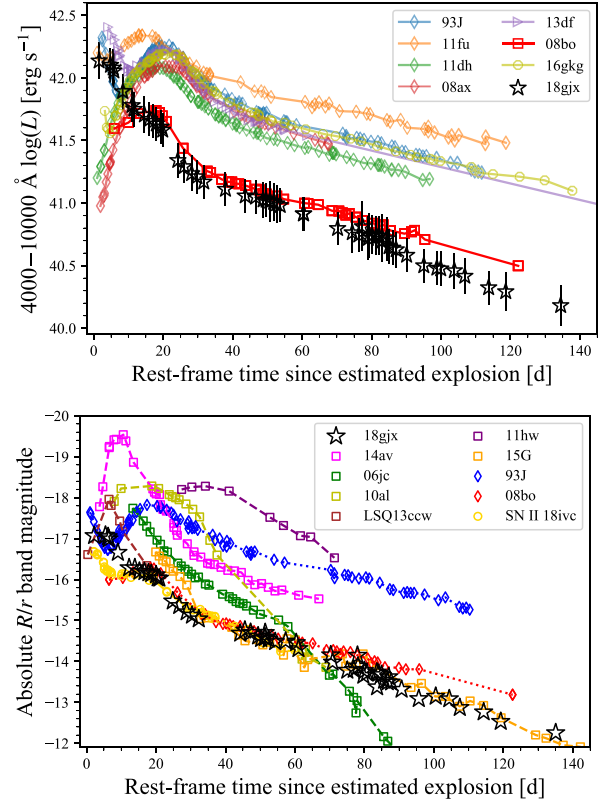 42.5
42.0
41.5
41.0
40.5
40.0
4000−10000 Å log(L) [erg s⁻¹]
93J
11fu
11dh
08ax
13df
08bo
16gkg
18gjx
0 20 40 60 80 100 120 140
Rest-frame time since estimated explosion [d]
−20
−19
−18
−17
−16
−15
−14
−13
−12
Absolute R/r band magnitude
18gjx
14av
06jc
10al
LSQ13ccw
11hw
15G
93J
08bo
SN II 18ivc
0 20 40 60 80 100 120 140
Rest-frame time since estimated explosion [d]